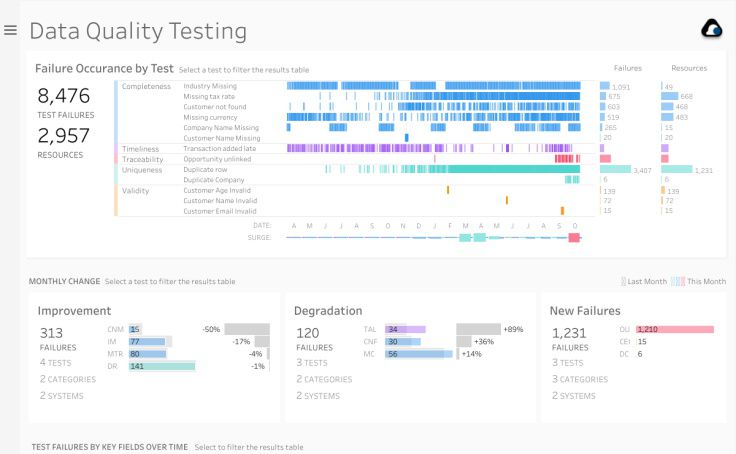 Data Quality Testing
Failure Occurance by Test Select a test to filter the results table
Failures Resources
8,476
TEST FAILURES
2,957
RESOURCES
Completeness Industry Missing 1,091 49
Missing tax rate 675 668
Customer not found 603 468
Missing currency 519 483
Company Name Missing 265 15
Customer Name Missing 20 20
Timeliness Transaction added late
Traceability Opportunity unlinked
Uniqueness Duplicate row 3,407 1,231
Duplicate Company 6 6
Validity Customer Age Invalid 139 139
Customer Name Invalid 72 72
Customer Email Invalid 15 15
DATE: A M J J A S O N D J F M A M J J A S O
SURGE:
MONTHLY CHANGE Select a test to filter the results table
Last Month This Month
Improvement
313
FAILURES
4 TESTS
2 CATEGORIES
2 SYSTEMS
CNM 15 -50%
IM 77 -17%
MTR 80 -4%
DR 141 -1%
Degradation
120
FAILURES
3 TESTS
2 CATEGORIES
2 SYSTEMS
TAL 34 +89%
CNF 30 +36%
MC 56 +14%
New Failures
1,231
FAILURES
3 TESTS
3 CATEGORIES
2 SYSTEMS
OU 1,210
CEI 15
DC 6
TEST FAILURES BY KEY FIELDS OVER TIME Select to filter the results table